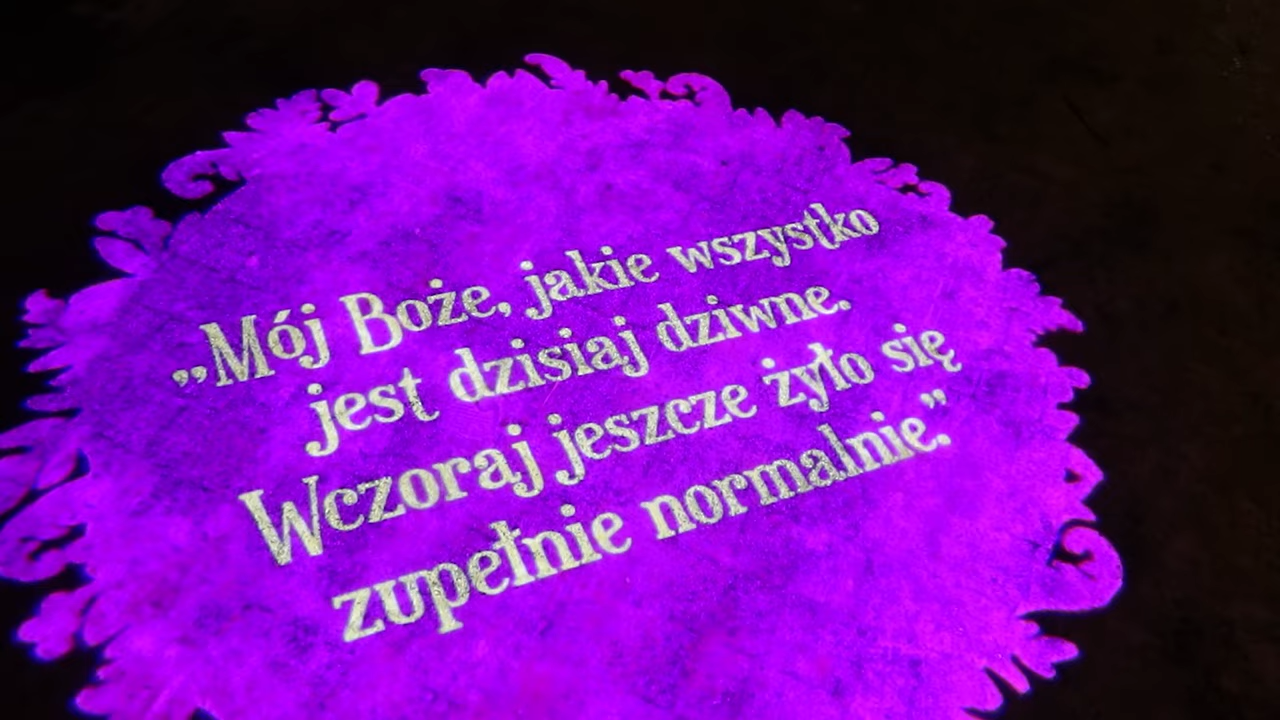 „Mój Boże, jakie wszystko
jest dzisiaj dziwne.
Wczoraj jeszcze żyło się
zupełnie normalnie.”